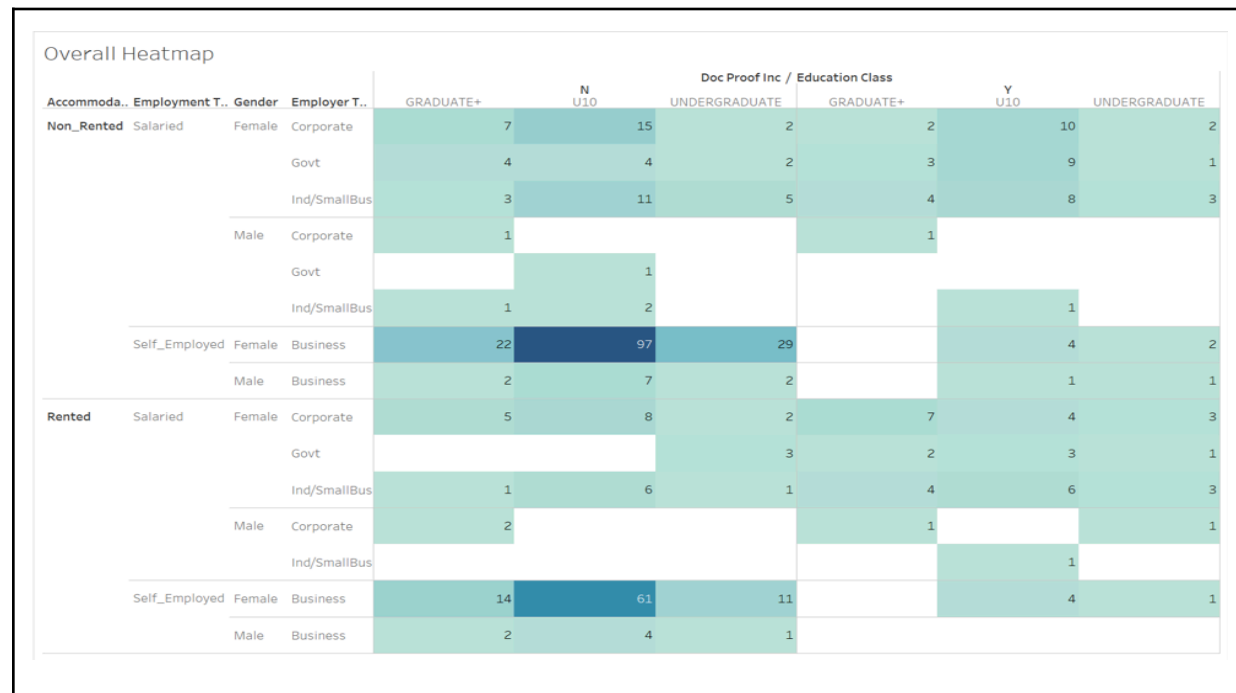 Overall Heatmap
Doc Proof Inc / Education Class
N Y
Accommoda.. Employment T.. Gender Employer T.. GRADUATE+ U10 UNDERGRADUATE GRADUATE+ U10 UNDERGRADUATE
Non_Rented Salaried Female Corporate 7 15 2 2 10 2
Govt 4 4 2 3 9 1
Ind/SmallBus 3 11 5 4 8 3
Male Corporate 1 1
Govt 1
Ind/SmallBus 1 2 1
Self_Employed Female Business 22 97 29 4 2
Male Business 2 7 2 1 1
Rented Salaried Female Corporate 5 8 2 7 4 3
Govt 3 2 3 1
Ind/SmallBus 1 6 1 4 6 3
Male Corporate 2 1 1
Ind/SmallBus 1
Self_Employed Female Business 14 61 11 4 1
Male Business 2 4 1